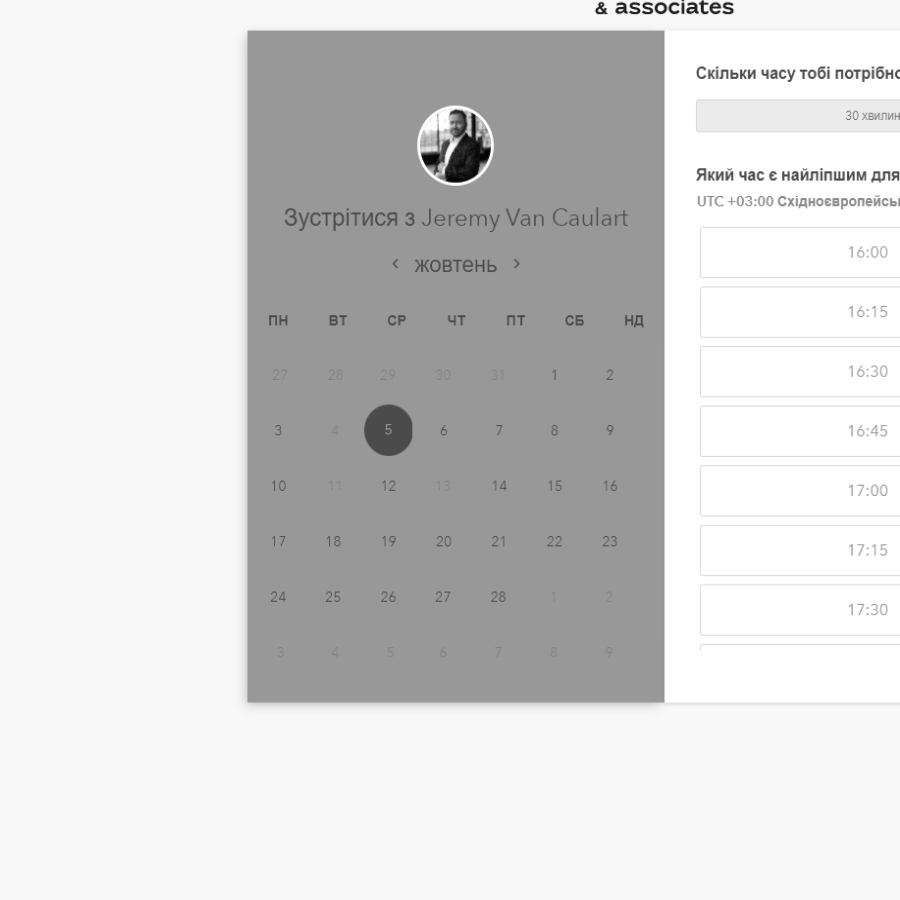 & associates
Зустрітися з Jeremy Van Caulart
‹ жовтень ›
ПН ВТ СР ЧТ ПТ СБ НД
27 28 29 30 31 1 2
3 4 5 6 7 8 9
10 11 12 13 14 15 16
17 18 19 20 21 22 23
24 25 26 27 28 1 2
3 4 5 6 7 8 9
Скільки часу тобі потрібно
30 хвилин
Який час є найліпшим для
UTC +03:00 Східноєвропейсь
16:00
16:15
16:30
16:45
17:00
17:15
17:30